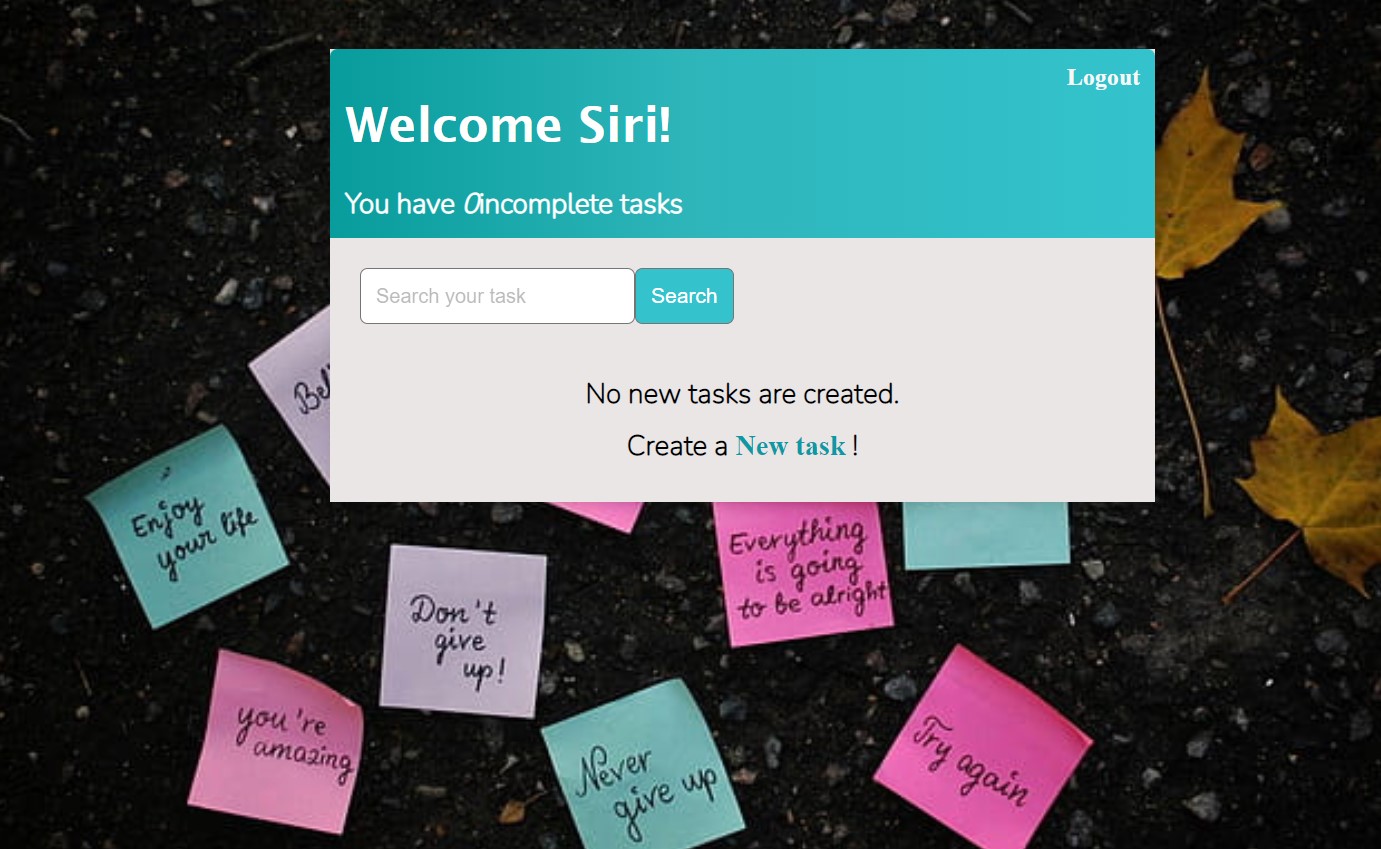 Logout
Welcome Siri!
You have 0incomplete tasks
Search your task
Search
No new tasks are created.
Create a New task !
Enjoy
your life
Don't
give
up!
Everything
is going
to be alright
you're
amazing
Never
give up
Try again